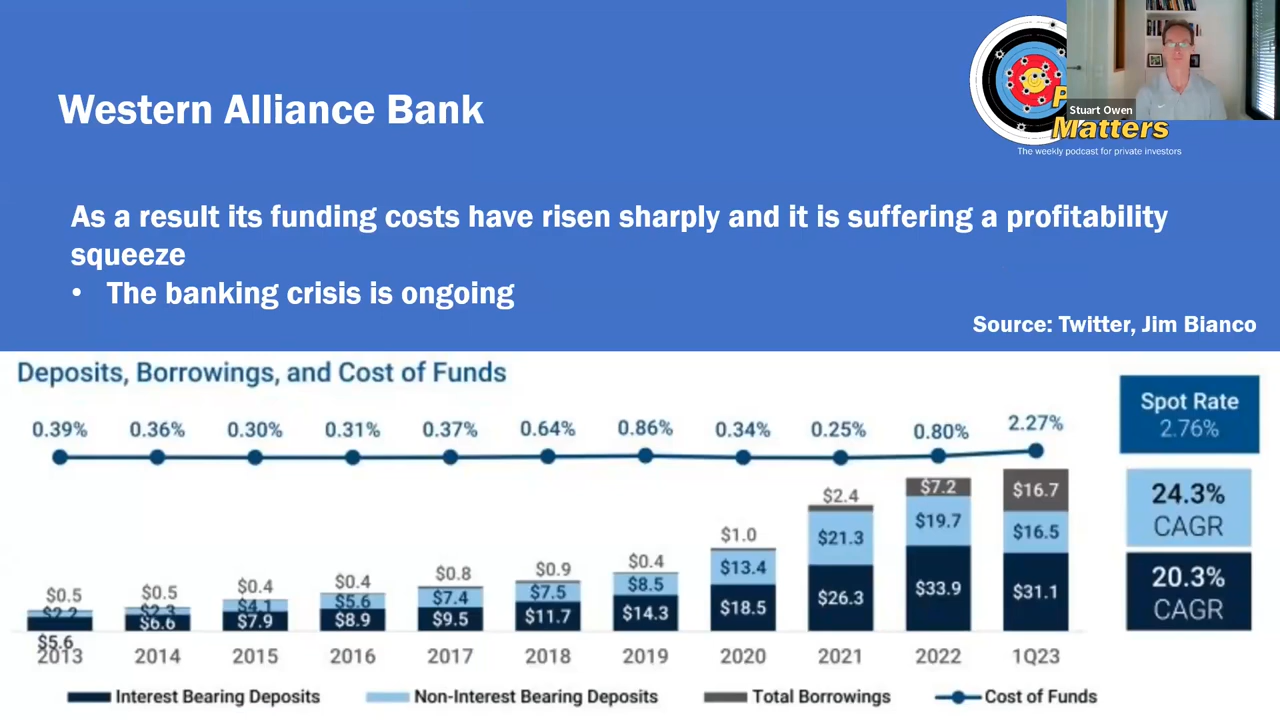 Western Alliance Bank
Stuart Owen
Matters
The weekly podcast for private investors
As a result its funding costs have risen sharply and it is suffering a profitability
squeeze
• The banking crisis is ongoing
Source: Twitter, Jim Bianco
Deposits, Borrowings, and Cost of Funds
0.39% 0.36% 0.30% 0.31% 0.37% 0.64% 0.86% 0.34% 0.25% 0.80% 2.27%
Spot Rate
2.76%
$0.5 $0.5 $0.4 $0.4 $0.8 $0.9 $0.4 $1.0 $2.4 $7.2 $16.7
$2.2 $2.3 $4.1 $5.6 $7.4 $7.5 $8.5 $13.4 $21.3 $19.7 $16.5
$5.6 $6.6 $7.9 $8.9 $9.5 $11.7 $14.3 $18.5 $26.3 $33.9 $31.1
24.3%
CAGR
20.3%
CAGR
2013 2014 2015 2016 2017 2018 2019 2020 2021 2022 1Q23
Interest Bearing Deposits Non-Interest Bearing Deposits Total Borrowings Cost of Funds